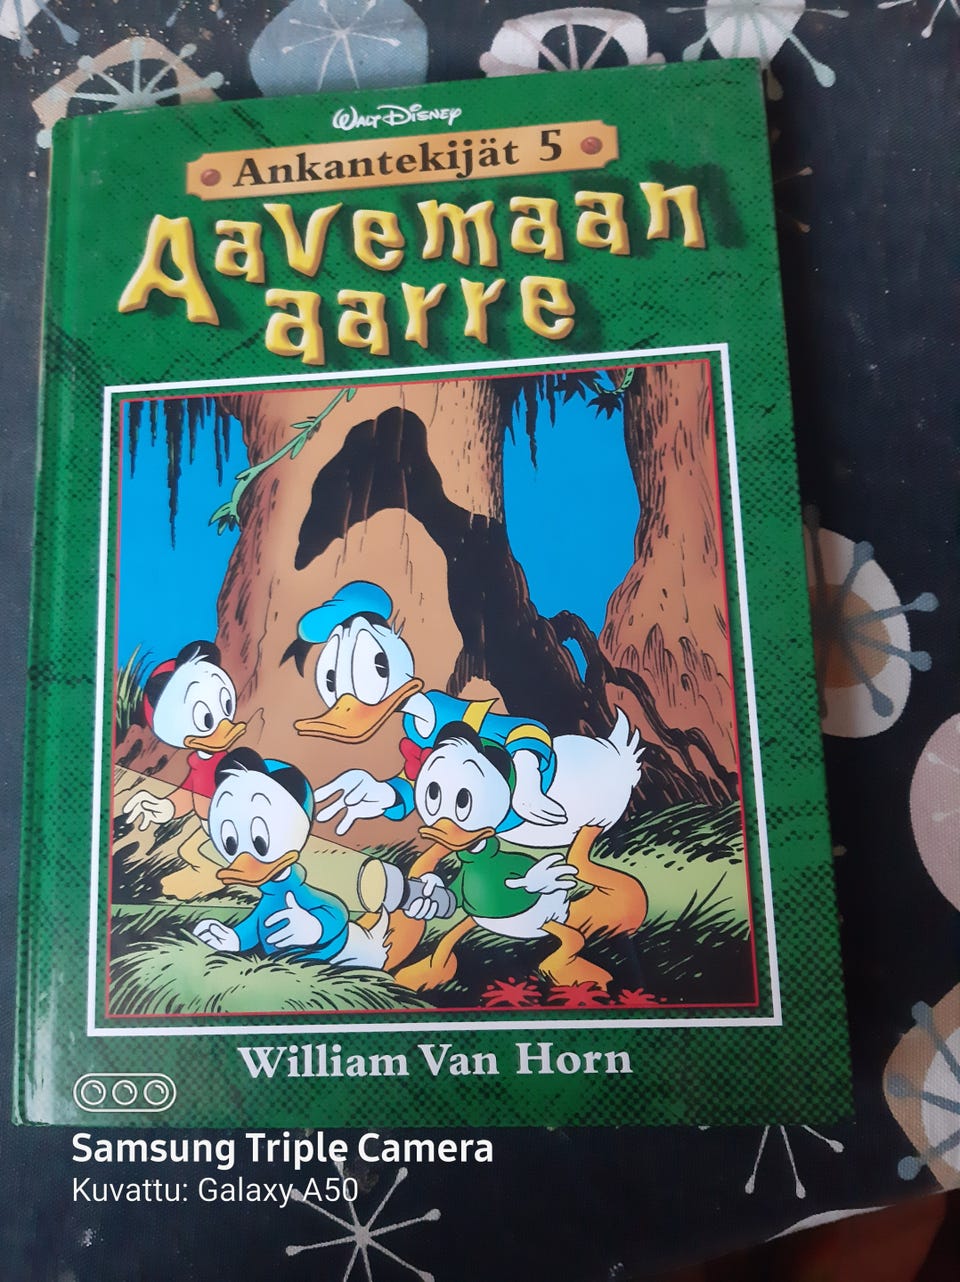 Walt Disney
Ankantekijät 5
Aavemaan
aarre
William Van Horn
Samsung Triple Camera
Kuvattu: Galaxy A50